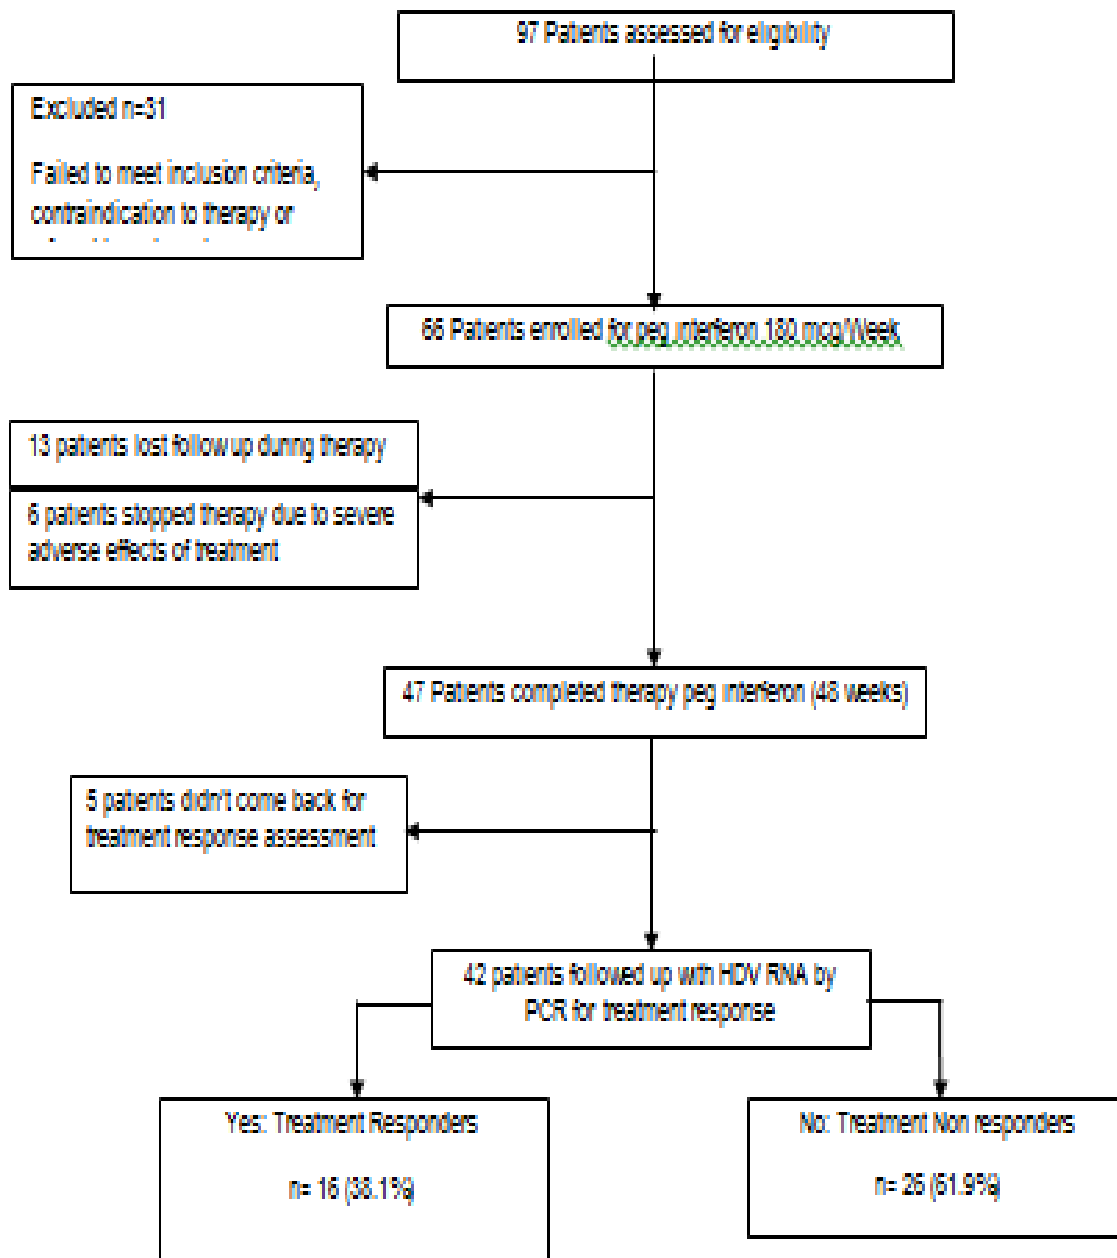 97 Patients assessed for eligibility
Excluded n=31
Failed to meet inclusion criteria,
contraindication to therapy or
66 Patients enrolled for peg interferon 180 mcg/Week
13 patients lost follow up during therapy
6 patients stopped therapy due to severe
adverse effects of treatment
47 Patients completed therapy peg interferon (48 weeks)
5 patients didn't come back for
treatment response assessment
42 patients followed up with HDV RNA by
PCR for treatment response
Yes: Treatment Responders
n= 16 (38.1%)
No: Treatment Non responders
n= 26 (61.9%)